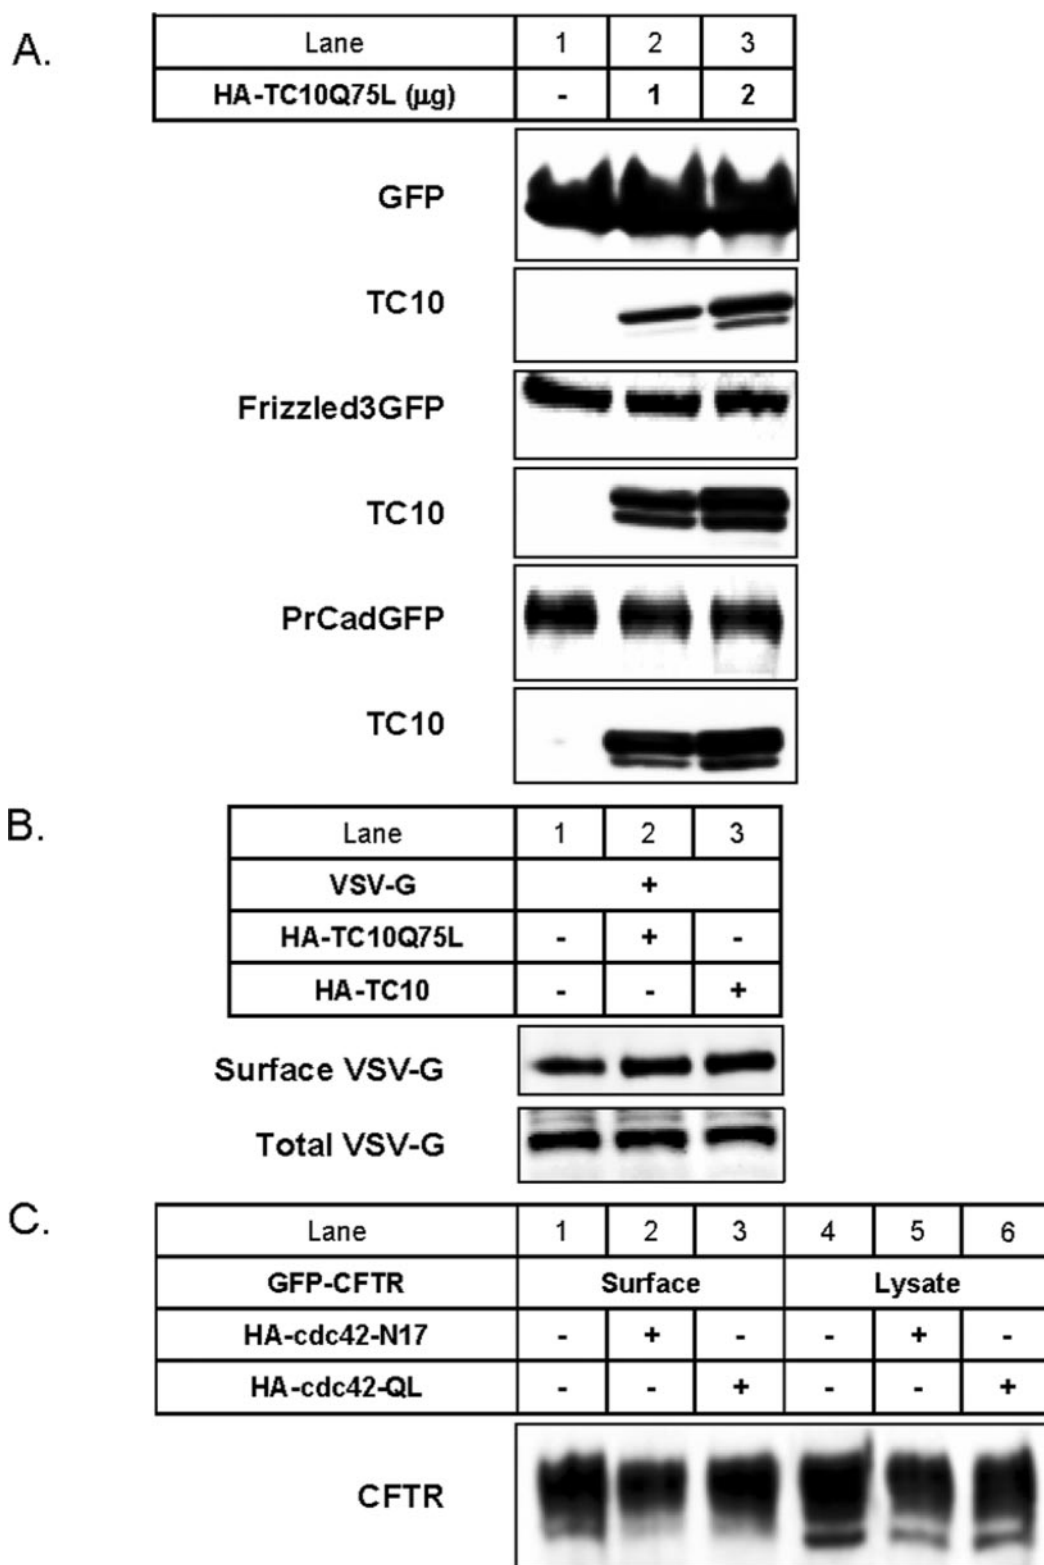 A.
Lane 1 2 3
HA-TC10Q75L (µg) - 1 2
GFP
TC10
Frizzled3GFP
TC10
PrCadGFP
TC10
B.
Lane 1 2 3
VSV-G +
HA-TC10Q75L - + -
HA-TC10 - - +
Surface VSV-G
Total VSV-G
C.
Lane 1 2 3 4 5 6
GFP-CFTR Surface Lysate
HA-cdc42-N17 - + - - + -
HA-cdc42-QL - - + - - +
CFTR